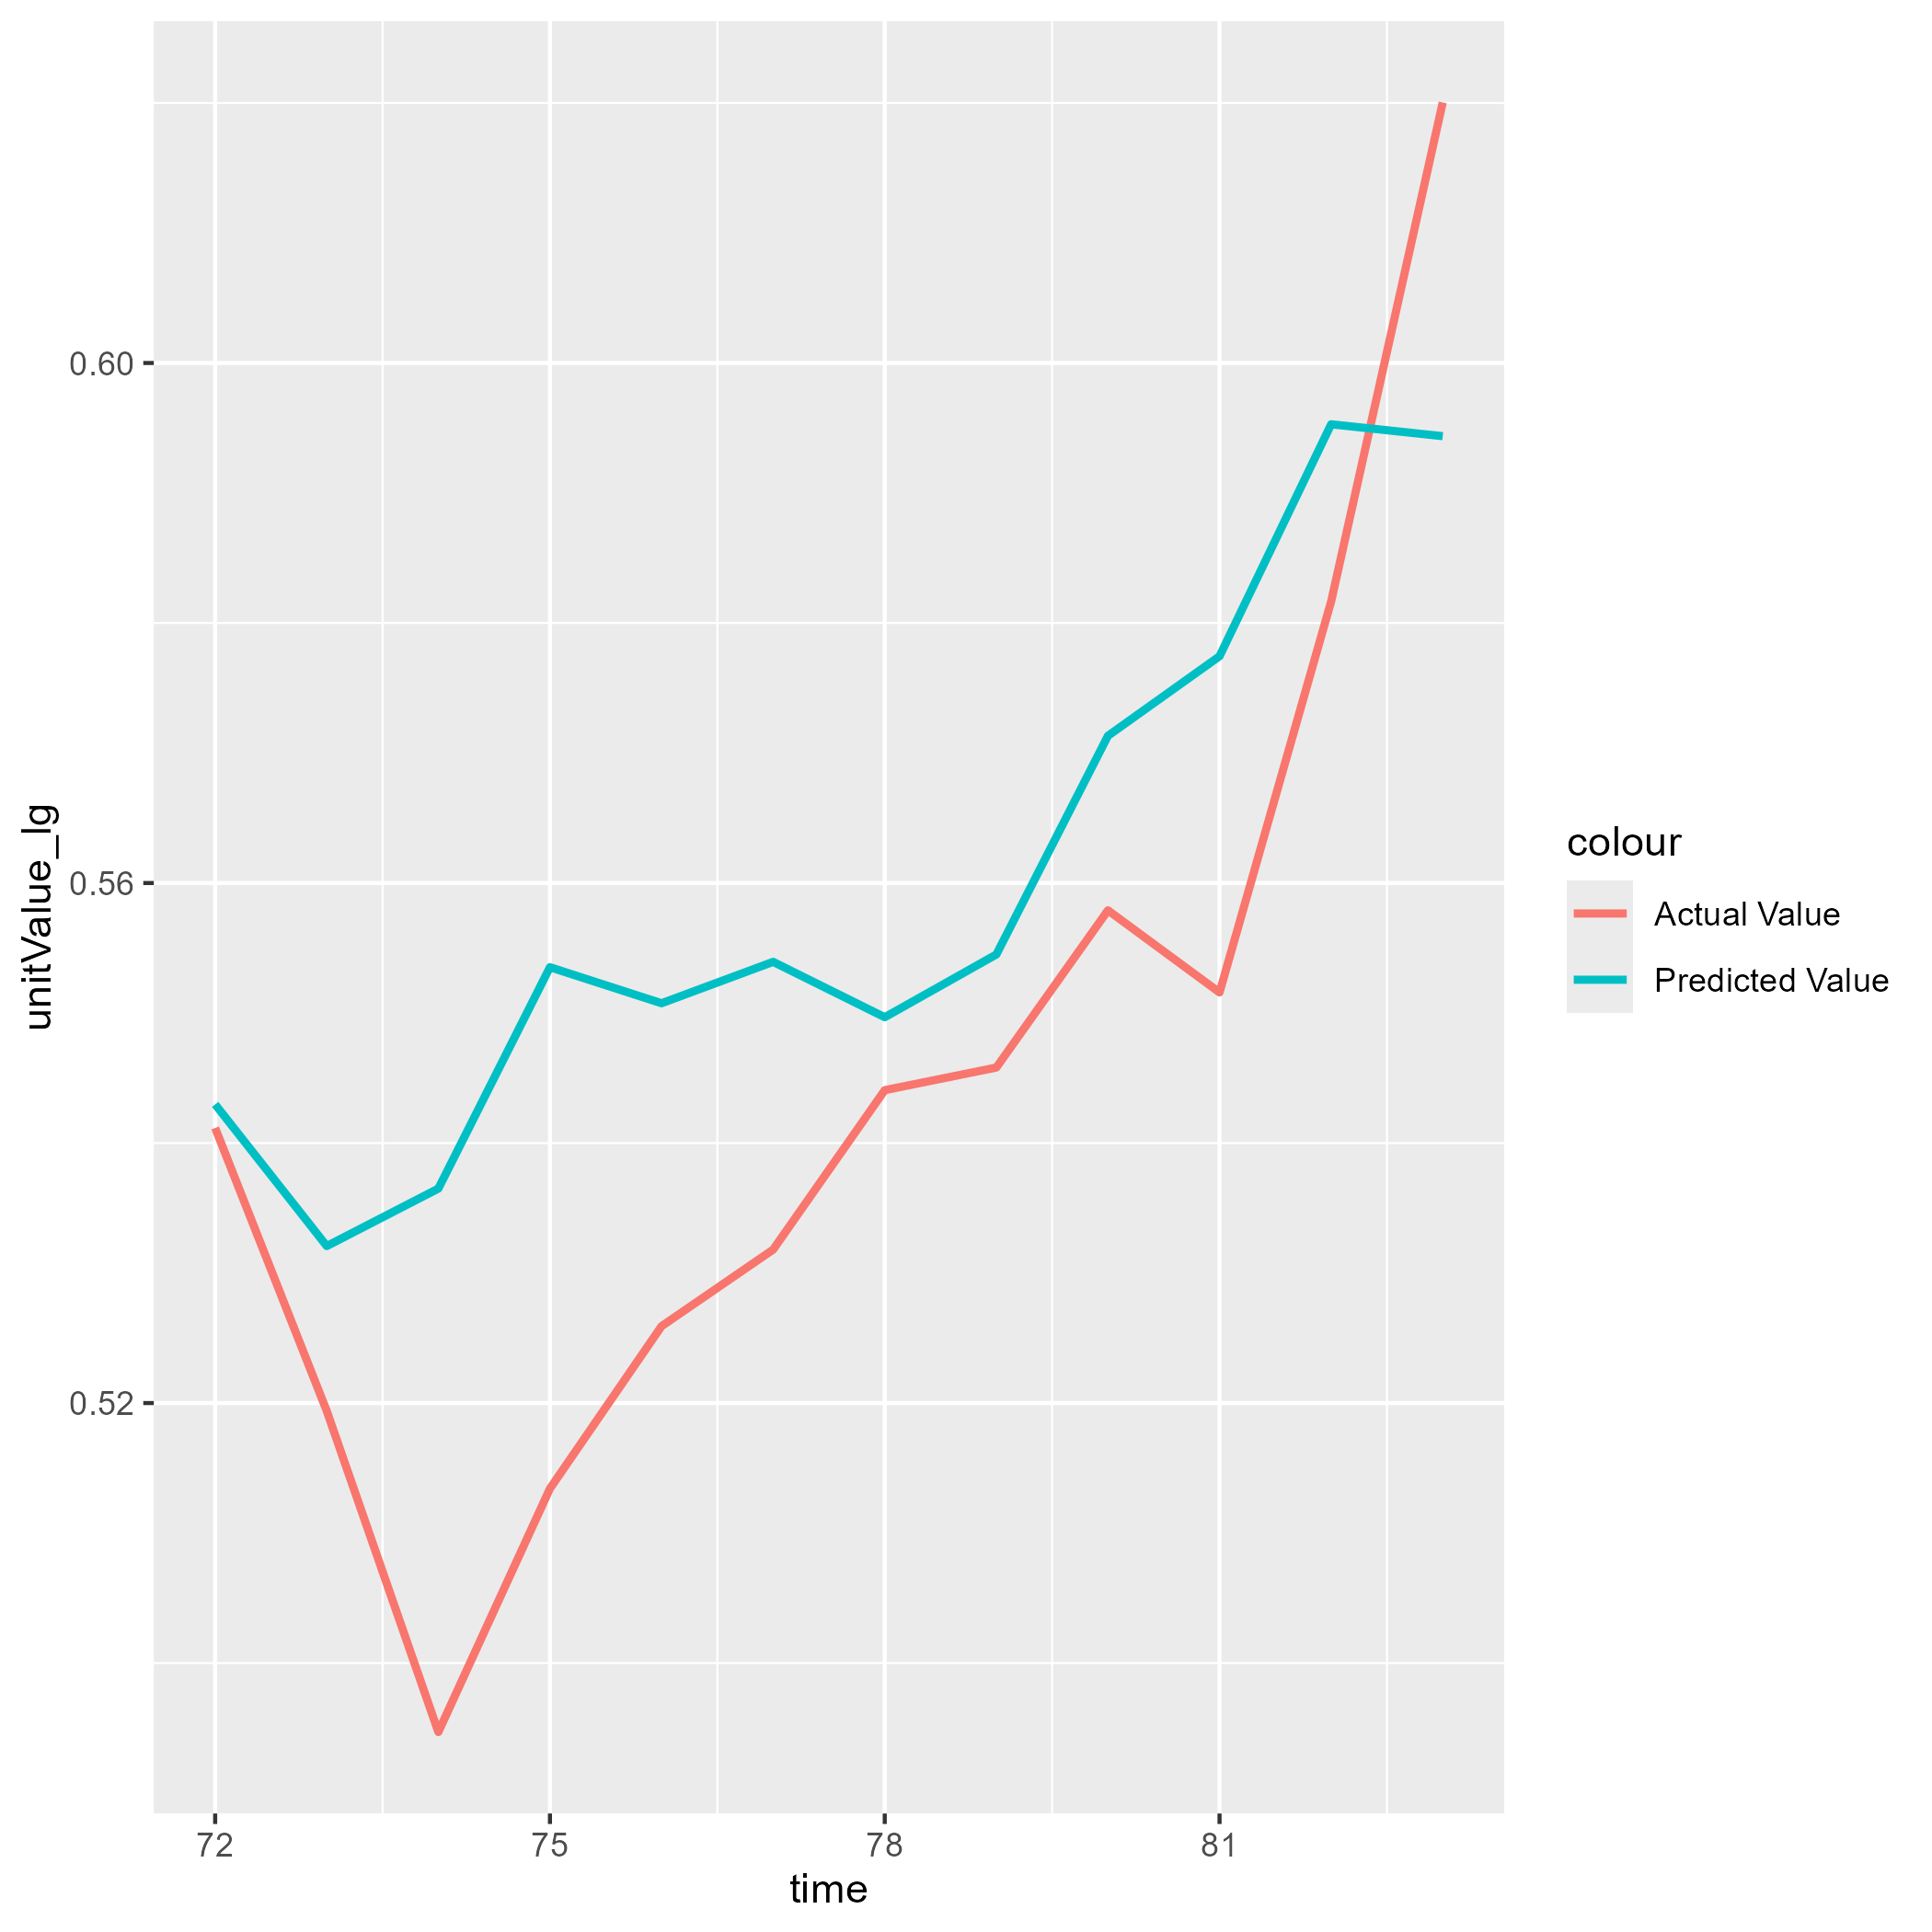 0.60
0.56
0.52
unitValue_lg
72 75 78 81
time
colour
Actual Value
Predicted Value